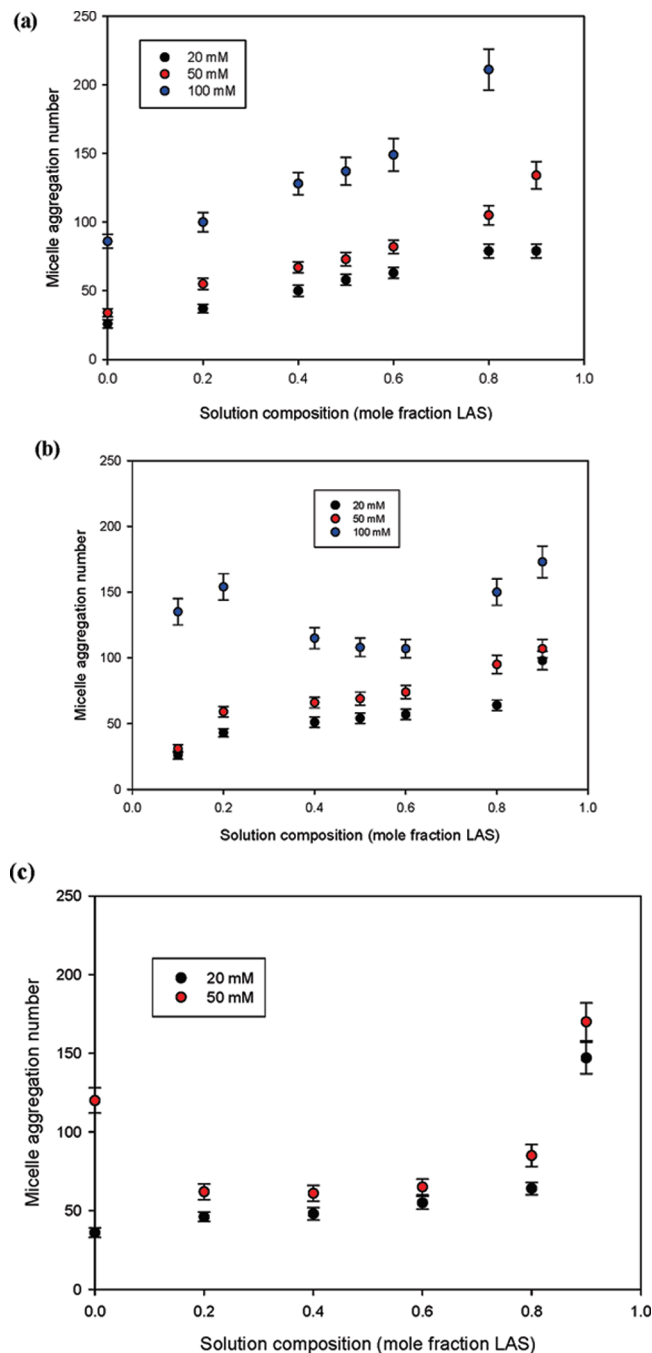 (a)
250
200
150
100
50
0
Micelle aggregation number
20 mM
50 mM
100 mM
0.0 0.2 0.4 0.6 0.8 1.0
Solution composition (mole fraction LAS)
(b)
250
200
150
100
50
0
Micelle aggregation number
20 mM
50 mM
100 mM
0.0 0.2 0.4 0.6 0.8 1.0
Solution composition (mole fraction LAS)
(c)
250
200
150
100
50
0
Micelle aggregation number
20 mM
50 mM
0.0 0.2 0.4 0.6 0.8 1.0
Solution composition (mole fraction LAS)